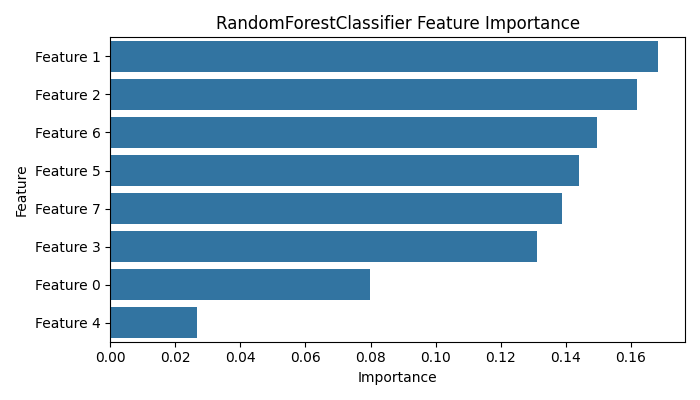 RandomForestClassifier Feature Importance
Feature 1
Feature 2
Feature 6
Feature 5
Feature 7
Feature 3
Feature 0
Feature 4
Feature
0.00 0.02 0.04 0.06 0.08 0.10 0.12 0.14 0.16
Importance